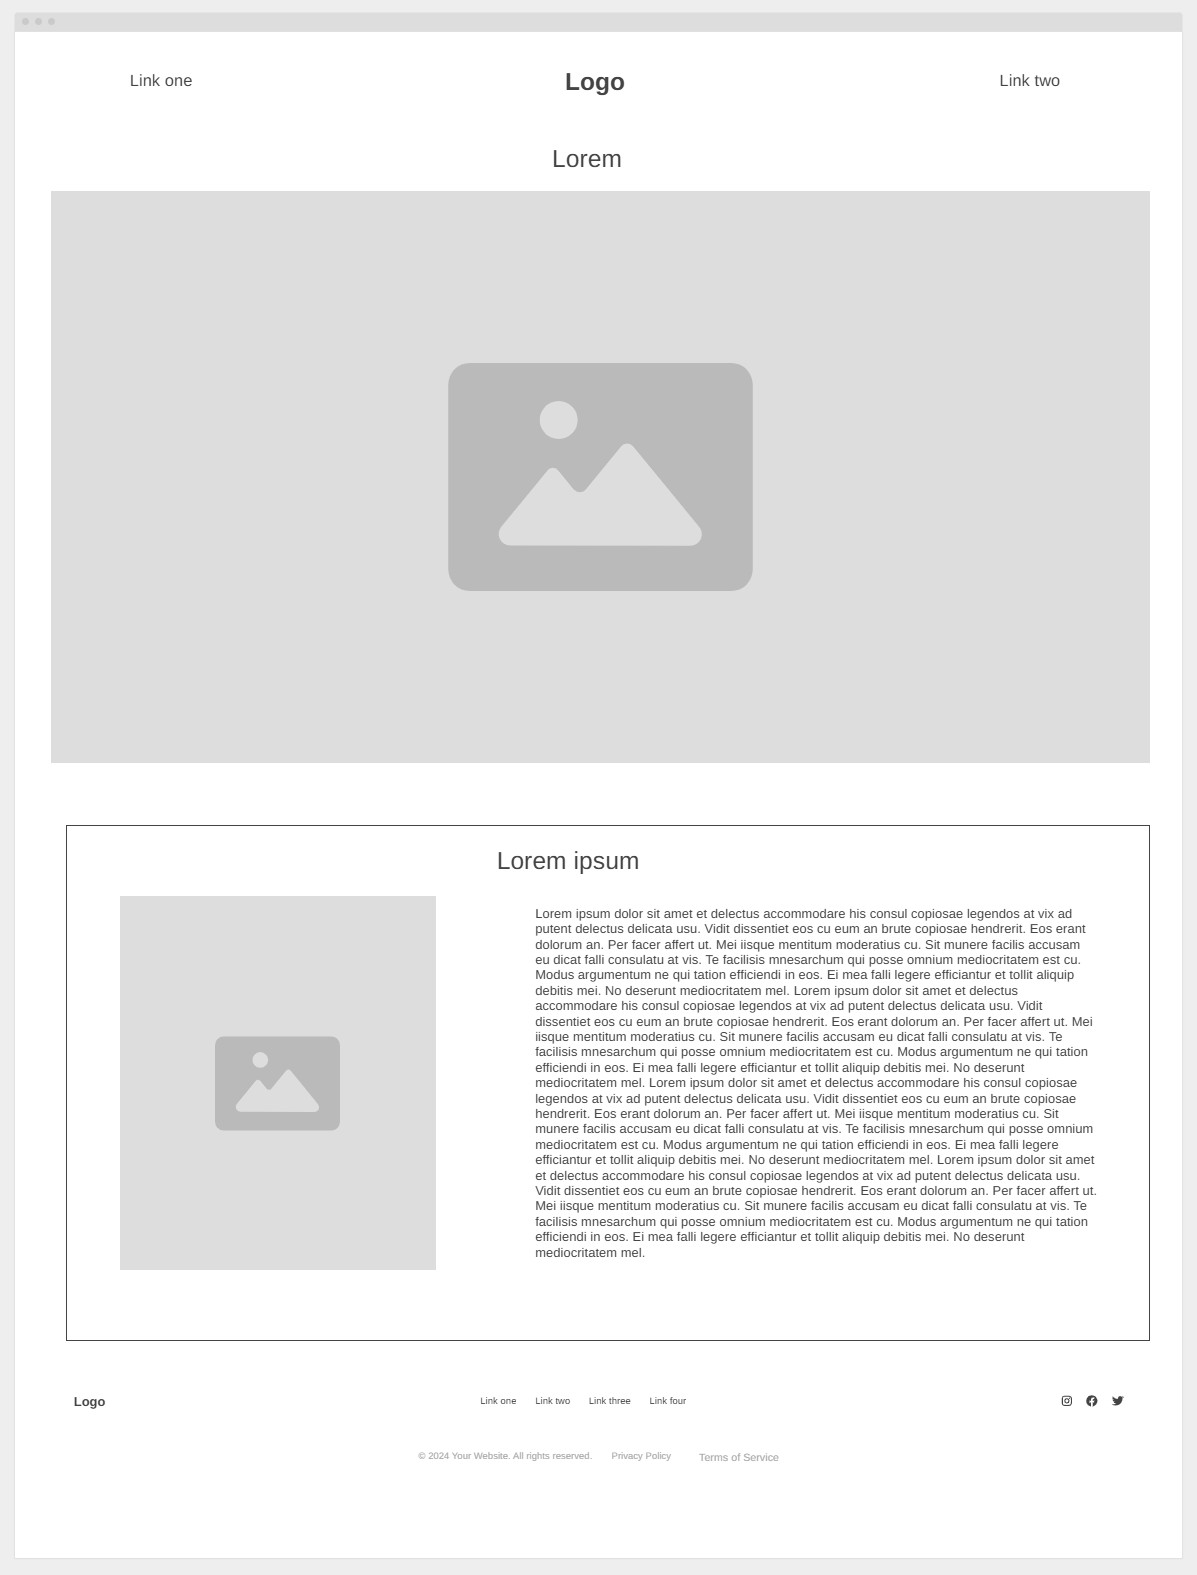 Link one
Logo
Link two
Lorem
Lorem ipsum
Lorem ipsum dolor sit amet et delectus accommodare his consul copiosae legendos at vix ad
putent delectus delicata usu. Vidit dissentiet eos cu eum an brute copiosae hendrerit. Eos erant
dolorum an. Per facer affert ut. Mei iisque mentitum moderatius cu. Sit munere facilis accusam
eu dicat falli consulatu at vis. Te facilisis mnesarchum qui posse omnium mediocritatem est cu.
Modus argumentum ne qui tation efficiendi in eos. Ei mea falli legere efficiantur et tollit aliquip
debitis mei. No deserunt mediocritatem mel. Lorem ipsum dolor sit amet et delectus
accommodare his consul copiosae legendos at vix ad putent delectus delicata usu. Vidit
dissentiet eos cu eum an brute copiosae hendrerit. Eos erant dolorum an. Per facer affert ut. Mei
iisque mentitum moderatius cu. Sit munere facilis accusam eu dicat falli consulatu at vis. Te
facilisis mnesarchum qui posse omnium mediocritatem est cu. Modus argumentum ne qui tation
efficiendi in eos. Ei mea falli legere efficiantur et tollit aliquip debitis mei. No deserunt
mediocritatem mel. Lorem ipsum dolor sit amet et delectus accommodare his consul copiosae
legendos at vix ad putent delectus delicata usu. Vidit dissentiet eos cu eum an brute copiosae
hendrerit. Eos erant dolorum an. Per facer affert ut. Mei iisque mentitum moderatius cu. Sit
munere facilis accusam eu dicat falli consulatu at vis. Te facilisis mnesarchum qui posse omnium
mediocritatem est cu. Modus argumentum ne qui tation efficiendi in eos. Ei mea falli legere
efficiantur et tollit aliquip debitis mei. No deserunt mediocritatem mel. Lorem ipsum dolor sit amet
et delectus accommodare his consul copiosae legendos at vix ad putent delectus delicata usu.
Vidit dissentiet eos cu eum an brute copiosae hendrerit. Eos erant dolorum an. Per facer affert ut.
Mei iisque mentitum moderatius cu. Sit munere facilis accusam eu dicat falli consulatu at vis. Te
facilisis mnesarchum qui posse omnium mediocritatem est cu. Modus argumentum ne qui tation
efficiendi in eos. Ei mea falli legere efficiantur et tollit aliquip debitis mei. No deserunt
mediocritatem mel.
Logo
Link one Link two Link three Link four
© 2024 Your Website. All rights reserved. Privacy Policy Terms of Service